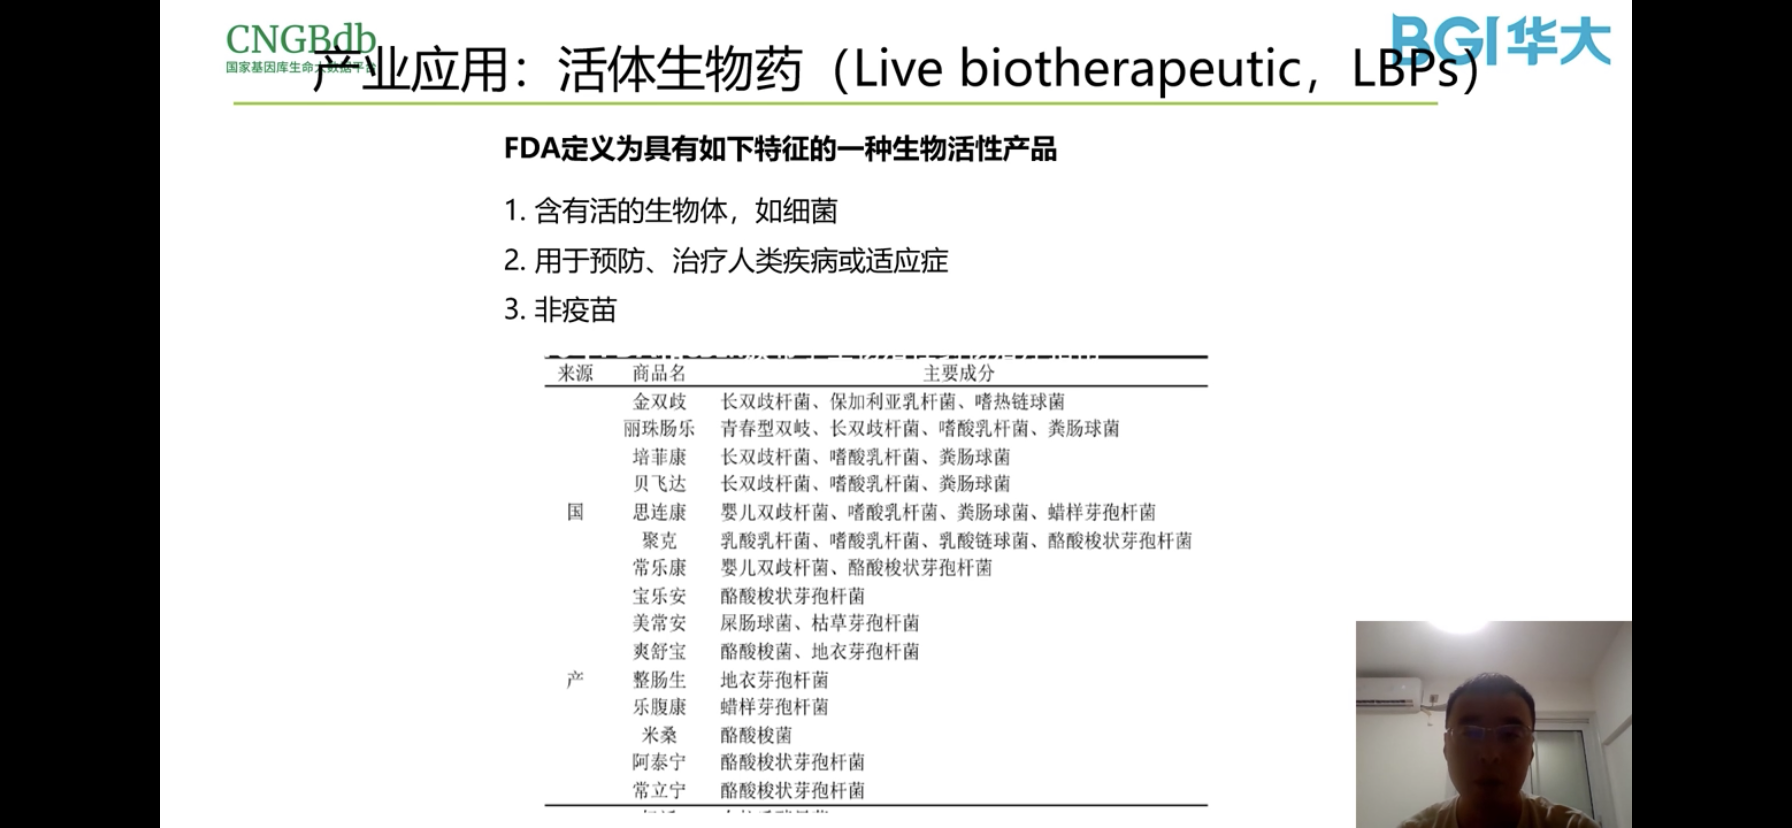 CNGBdb
国家基因库生命大数据平台
BGI华大
产业应用：活体生物药（Live biotherapeutic，LBPs）
FDA定义为具有如下特征的一种生物活性产品
1. 含有活的生物体，如细菌
2. 用于预防、治疗人类疾病或适应症
3. 非疫苗
来源 商品名 主要成分
金双歧 长双歧杆菌、保加利亚乳杆菌、嗜热链球菌
丽珠肠乐 青春型双岐、长双歧杆菌、嗜酸乳杆菌、粪肠球菌
培菲康 长双歧杆菌、嗜酸乳杆菌、粪肠球菌
贝飞达 长双歧杆菌、嗜酸乳杆菌、粪肠球菌
国 思连康 婴儿双歧杆菌、嗜酸乳杆菌、粪肠球菌、蜡样芽孢杆菌
聚克 乳酸乳杆菌、嗜酸乳杆菌、乳酸链球菌、酪酸梭状芽孢杆菌
常乐康 婴儿双歧杆菌、酪酸梭状芽孢杆菌
宝乐安 酪酸梭状芽孢杆菌
美常安 屎肠球菌、枯草芽孢杆菌
爽舒宝 酪酸梭菌、地衣芽孢杆菌
产 整肠生 地衣芽孢杆菌
乐腹康 蜡样芽孢杆菌
米桑 酪酸梭菌
阿泰宁 酪酸梭状芽孢杆菌
常立宁 酪酸梭状芽孢杆菌